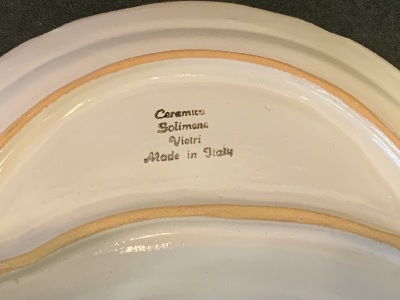 Ceramica
Solimene
Vietri
Made in Italy